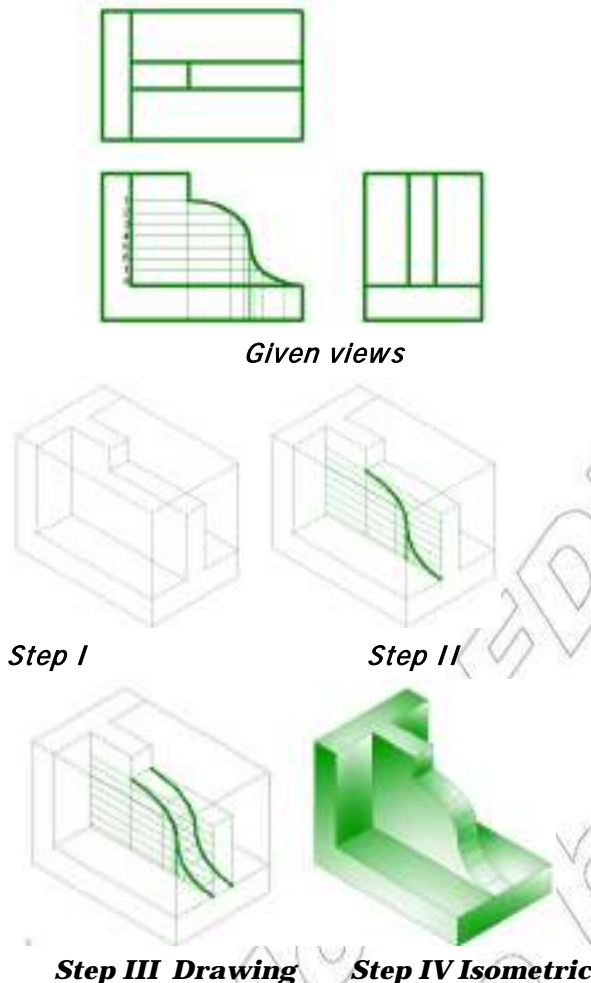 Given views
Step I
Step II
Step III Drawing
Step IV Isometric